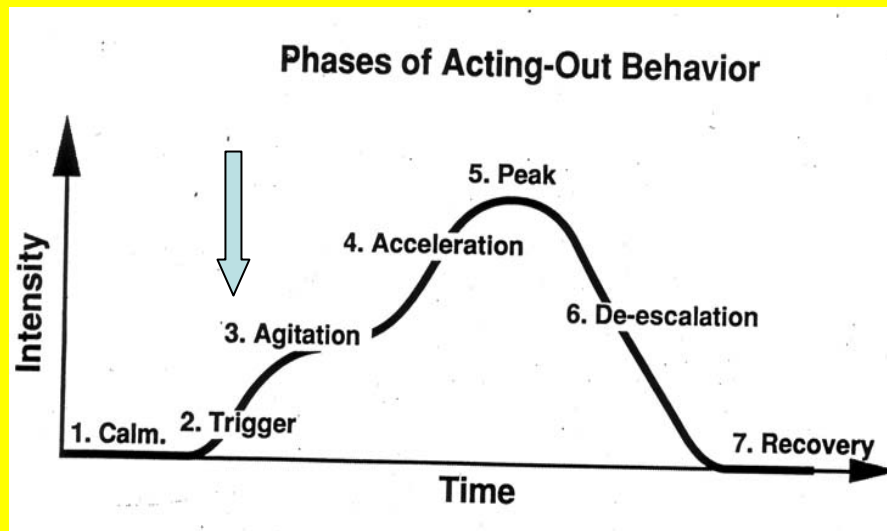 Phases of Acting-Out Behavior
5. Peak
4. Acceleration
Intensity
6. De-escalation
3. Agitation
2. Trigger
1. Calm.
7. Recovery
Time